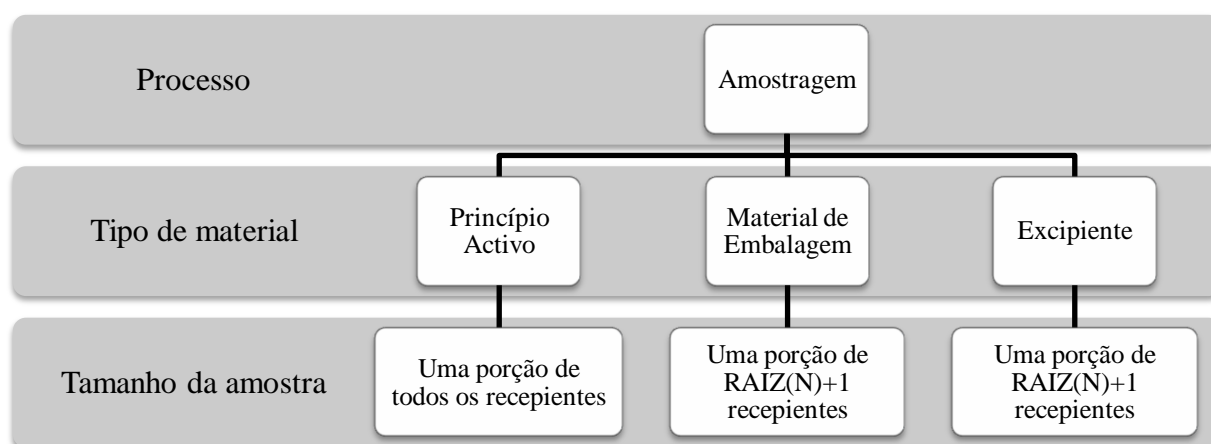 Processo
Amostragem
Tipo de material
Princípio
Activo
Material de
Embalagem
Excipiente
Tamanho da amostra
Uma porção de
todos os recepientes
Uma porção de
RAIZ(N)+1
recepientes
Uma porção de
RAIZ(N)+1
recepientes